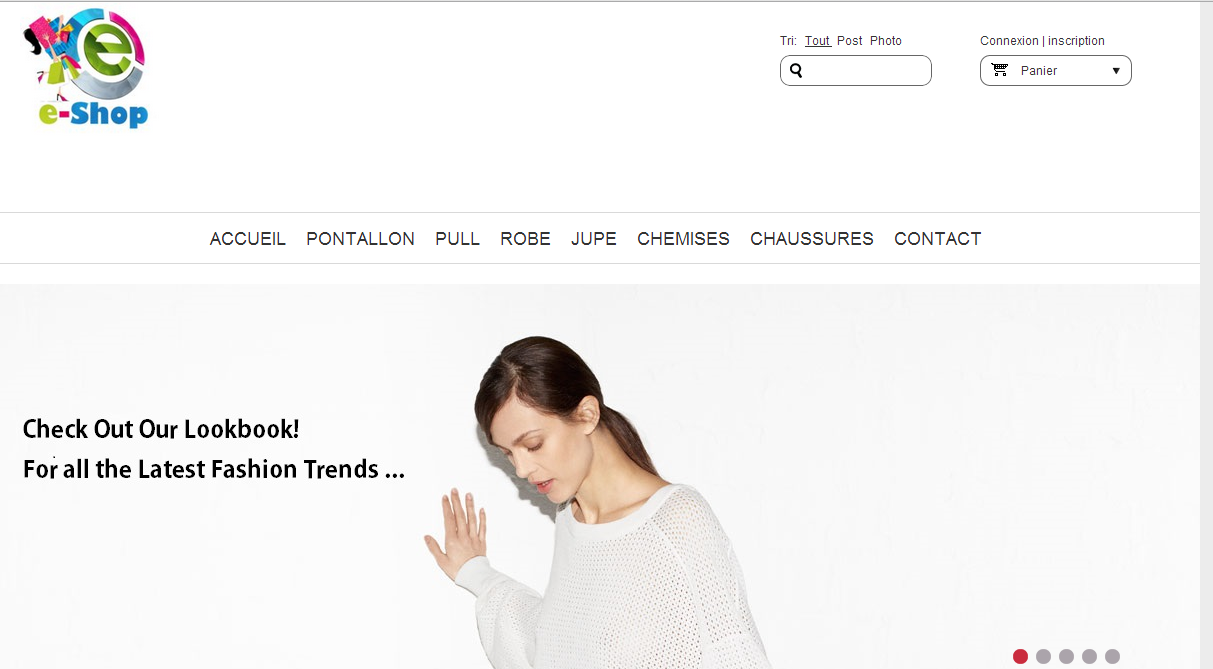 e
e-Shop
Tri: Tout Post Photo
Connexion | inscription
Panier
ACCUEIL PONTALLON PULL ROBE JUPE CHEMISES CHAUSSURES CONTACT
Check Out Our Lookbook!
For all the Latest Fashion Trends ...